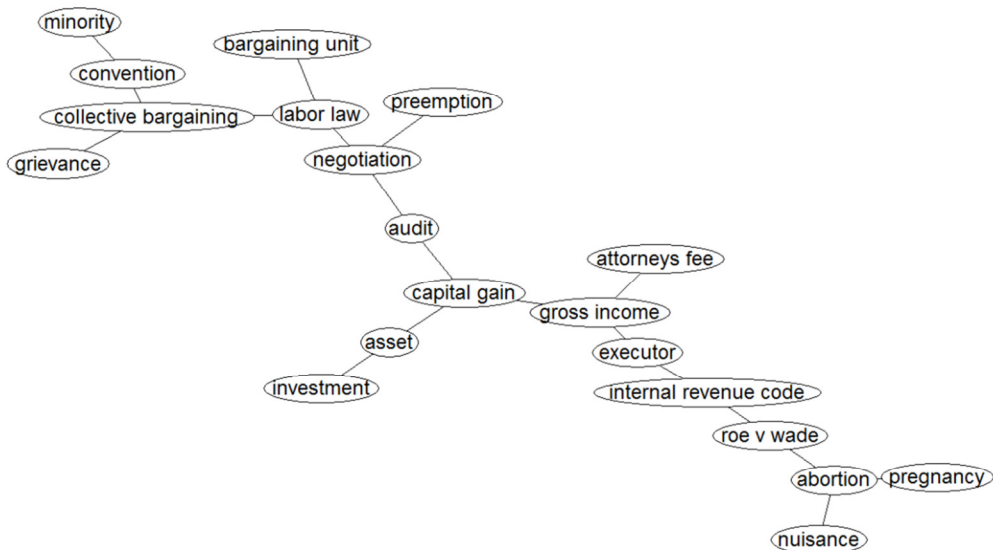 minority
bargaining unit
convention
preemption
collective bargaining
labor law
grievance
negotiation
audit
attorneys fee
capital gain
gross income
asset
executor
investment
internal revenue code
roe v wade
abortion
pregnancy
nuisance